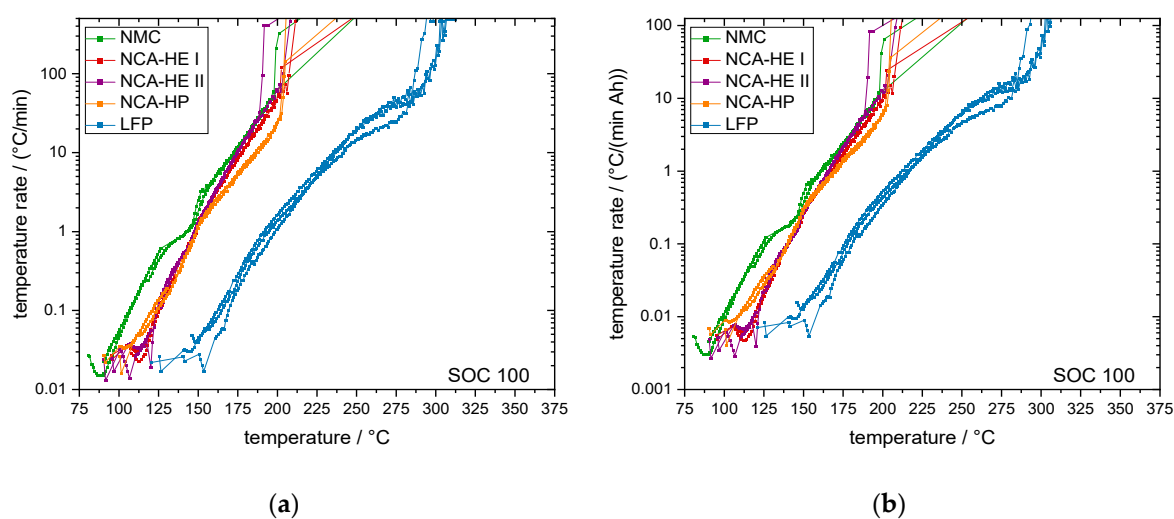 NMC
NCA-HE I
NCA-HE II
NCA-HP
LFP
100
10
1
0.1
0.01
temperature rate / (°C/min)
SOC 100
75 100 125 150 175 200 225 250 275 300 325 350 375
temperature / °C
(a)
NMC
NCA-HE I
NCA-HE II
NCA-HP
LFP
100
10
1
0.1
0.01
0.001
temperature rate / (°C/(min Ah))
SOC 100
75 100 125 150 175 200 225 250 275 300 325 350 375
temperature / °C
(b)